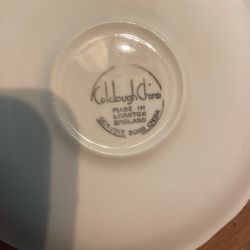 Colclough China
MADE IN
LONGTON
ENGLAND
GENUINE BONE CHINA